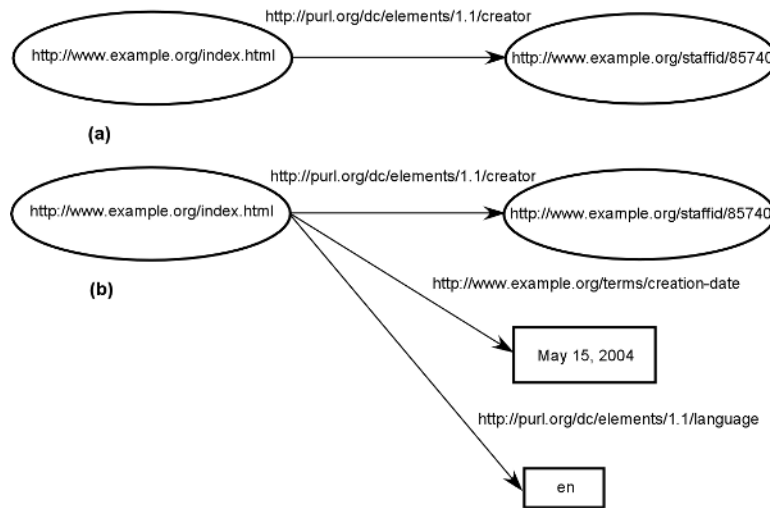 http://purl.org/dc/elements/1.1/creator
http://www.example.org/index.html
http://www.example.org/staffid/85740
(a)
http://purl.org/dc/elements/1.1/creator
http://www.example.org/index.html
http://www.example.org/staffid/85740
(b)
http://www.example.org/terms/creation-date
May 15, 2004
http://purl.org/dc/elements/1.1/language
en